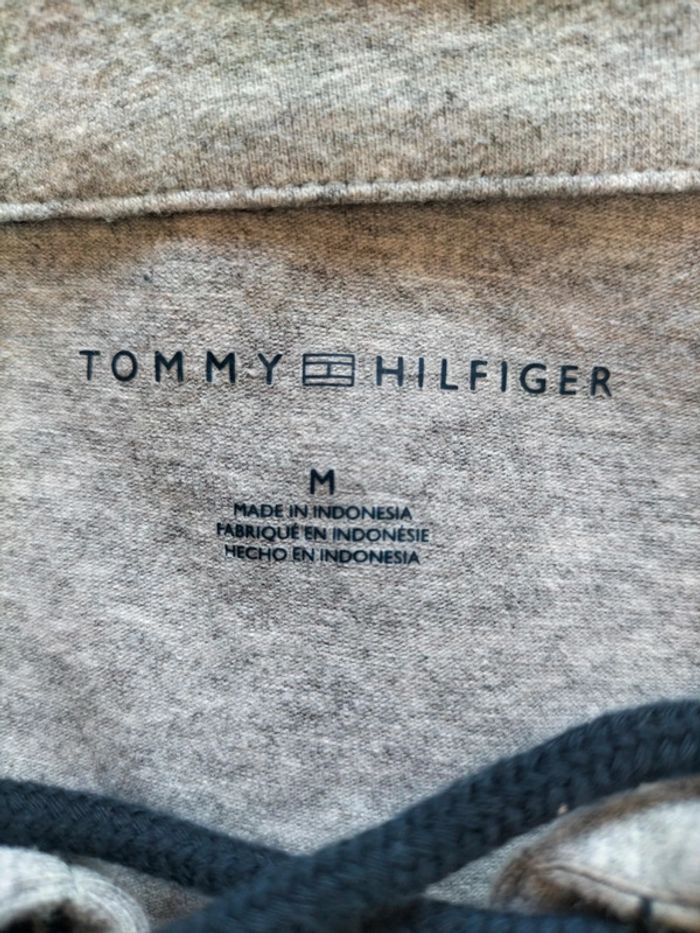 TOMMY HILFIGER
M
MADE IN INDONESIA
FABRIQUÉ EN INDONÉSIE
HECHO EN INDONESIA